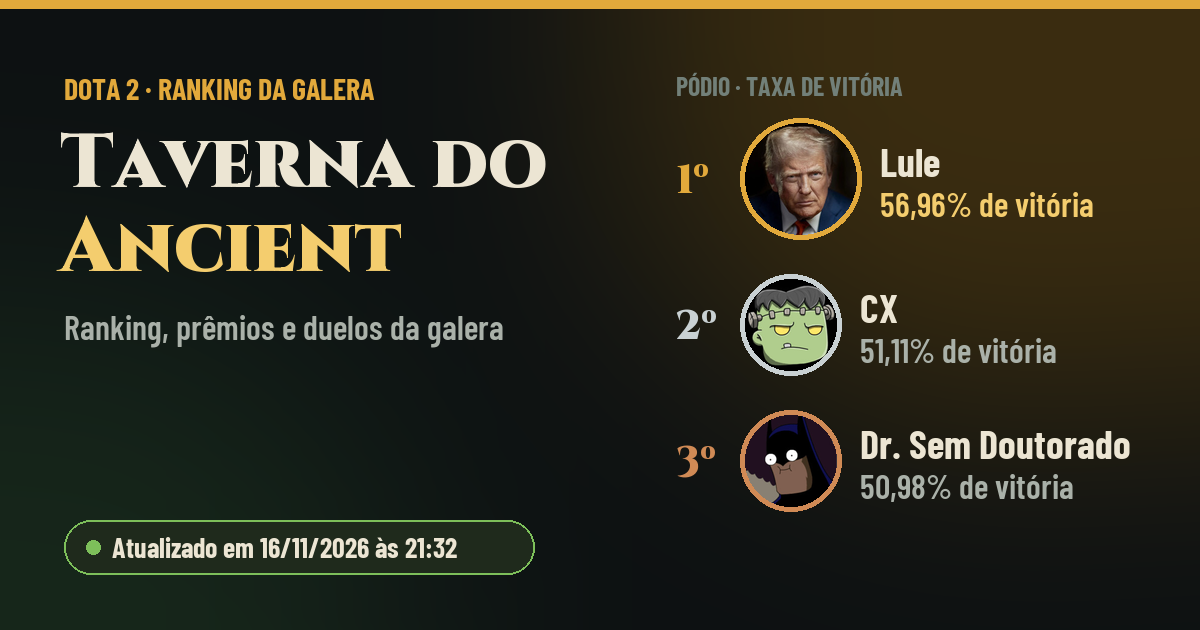 DOTA 2 · RANKING DA GALERA
TAVERNA DO
ANCIENT
Ranking, prêmios e duelos da galera
Atualizado em 16/11/2026 às 21:32
PÓDIO · TAXA DE VITÓRIA
1º
Lule
56,96% de vitória
2º
CX
51,11% de vitória
3º
Dr. Sem Doutorado
50,98% de vitória